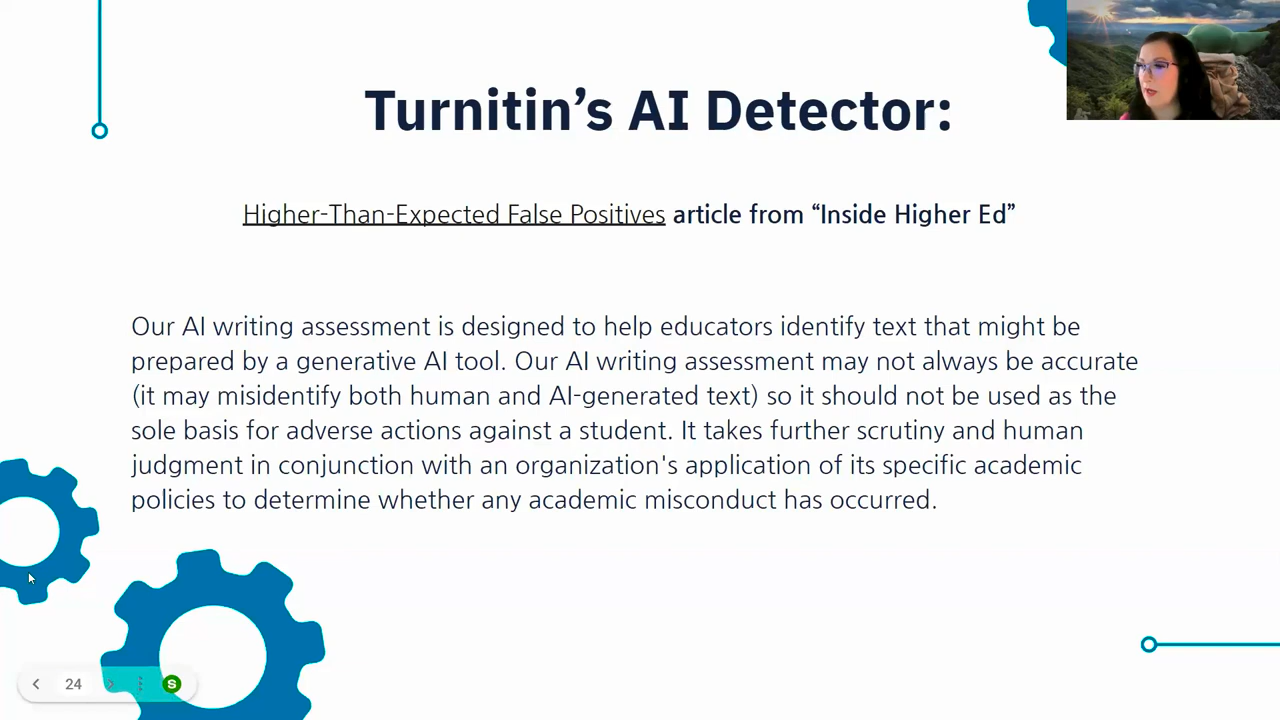 Turnitin’s AI Detector:
Higher-Than-Expected False Positives article from “Inside Higher Ed”
Our AI writing assessment is designed to help educators identify text that might be
prepared by a generative AI tool. Our AI writing assessment may not always be accurate
(it may misidentify both human and AI-generated text) so it should not be used as the
sole basis for adverse actions against a student. It takes further scrutiny and human
judgment in conjunction with an organization's application of its specific academic
policies to determine whether any academic misconduct has occurred.
24
S